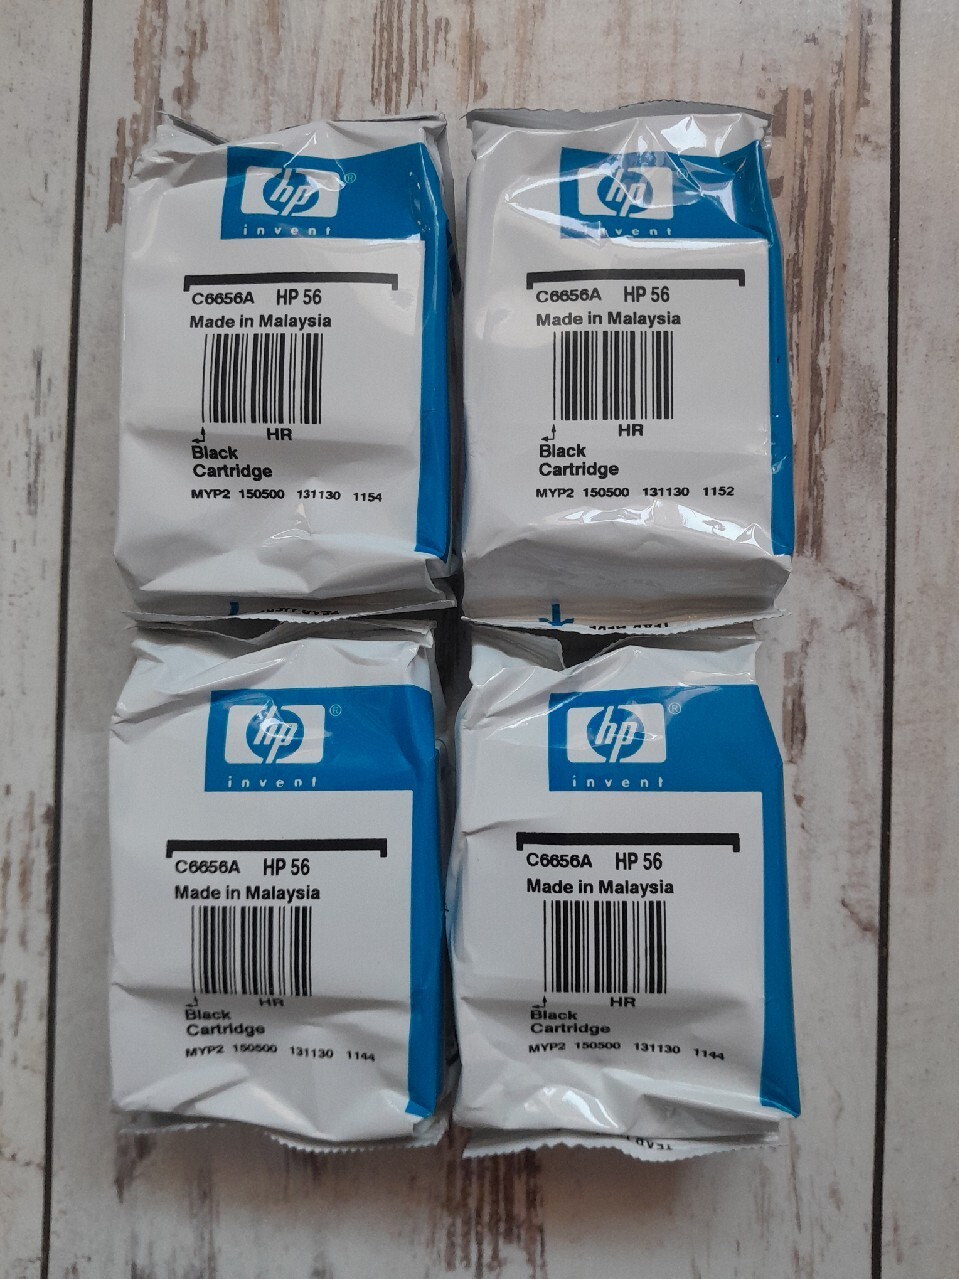 hp ®
invent
C6656A HP 56
Made in Malaysia
HR
Black
Cartridge
MYP2 150500 131130 1154
hp
invent
C6656A HP 56
Made in Malaysia
HR
Black
Cartridge
MYP2 150500 131130 1152
hp ®
invent
C6656A HP 56
Made in Malaysia
HR
Black
Cartridge
MYP2 150500 131130 1144
hp ®
invent
C6656A HP 56
Made in Malaysia
HR
Black
Cartridge
MYP2 150500 131130 1144